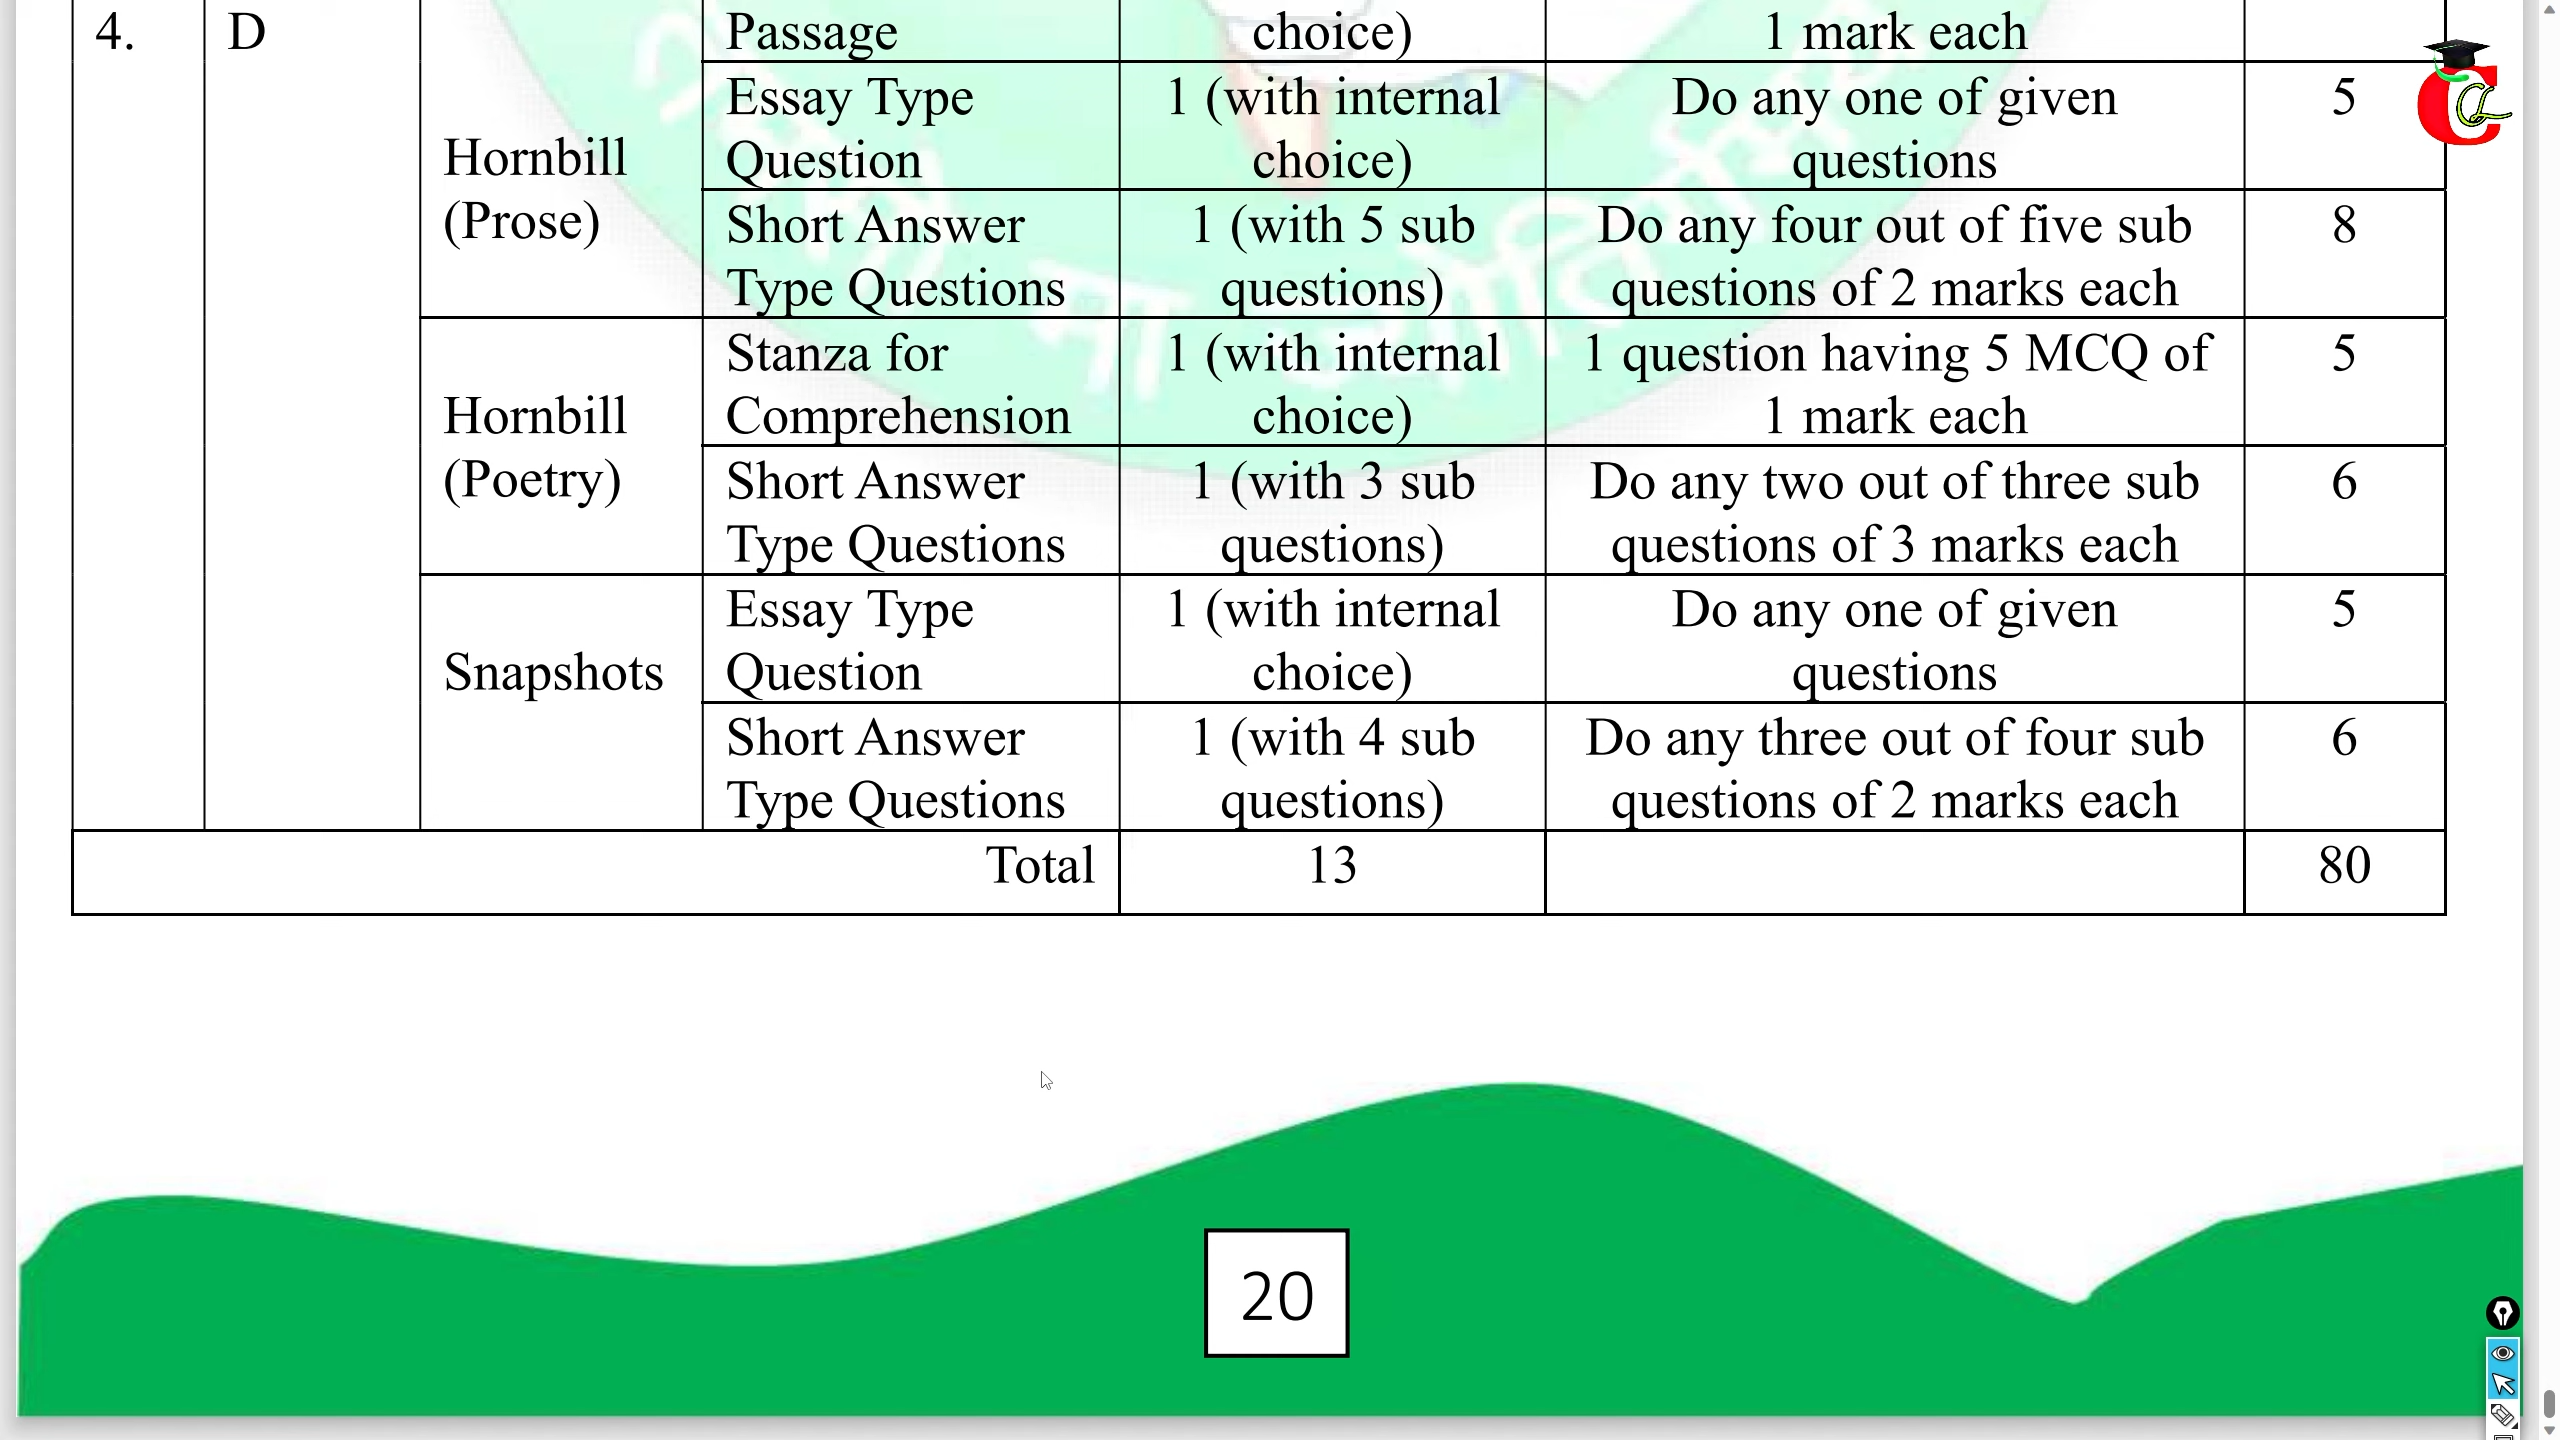 4. D Passage choice) 1 mark each
Hornbill (Prose) Essay Type Question 1 (with internal choice) Do any one of given questions 5
Short Answer Type Questions 1 (with 5 sub questions) Do any four out of five sub questions of 2 marks each 8
Hornbill (Poetry) Stanza for Comprehension 1 (with internal choice) 1 question having 5 MCQ of 1 mark each 5
Short Answer Type Questions 1 (with 3 sub questions) Do any two out of three sub questions of 3 marks each 6
Snapshots Essay Type Question 1 (with internal choice) Do any one of given questions 5
Short Answer Type Questions 1 (with 4 sub questions) Do any three out of four sub questions of 2 marks each 6
Total 13 80
20